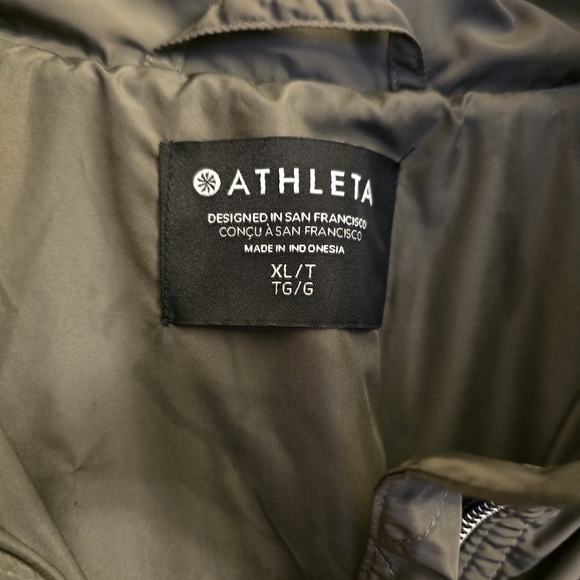 ATHLETA
DESIGNED IN SAN FRANCISCO
CONÇU À SAN FRANCISCO
MADE IN INDONESIA
XL/T
TG/G